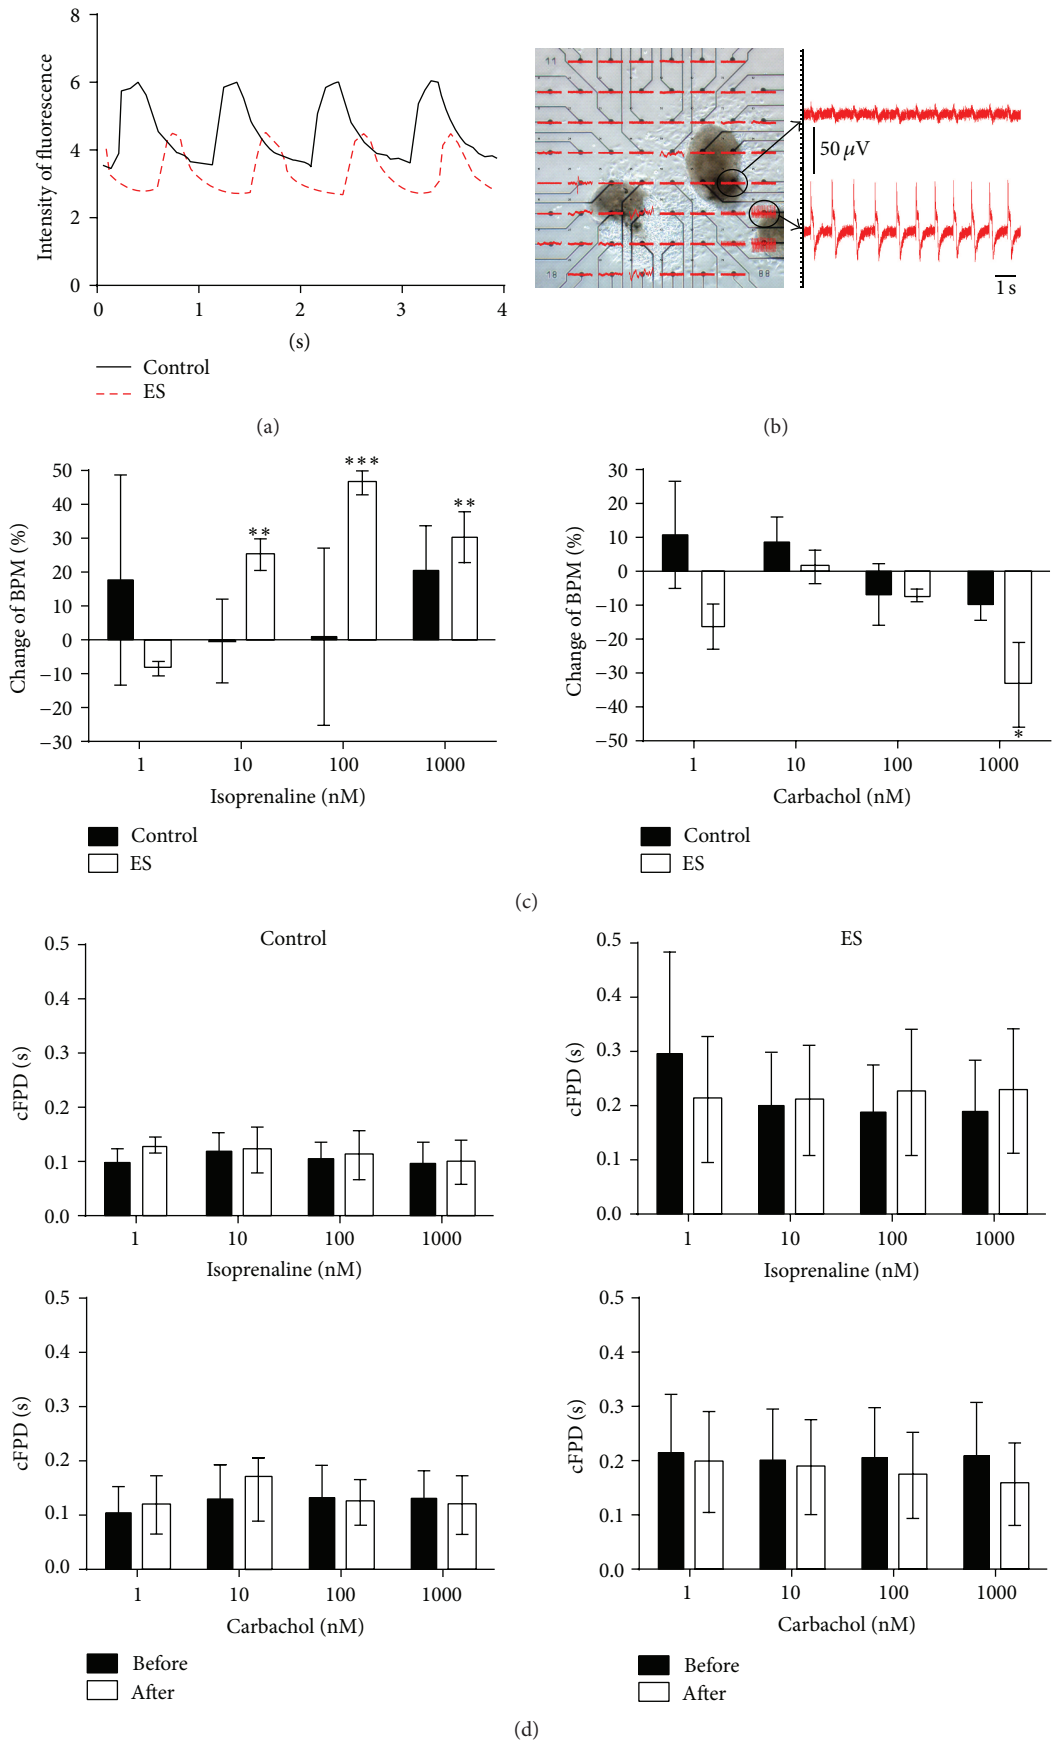 8
6
4
2
0
Intensity of fluorescence
0 1 2 3 4
(s)
Control
ES
(a)
11
18
88
50 μV
1 s
(b)
50
40
30
20
10
0
−10
−20
−30
Change of BPM (%)
** *** **
1 10 100 1000
Isoprenaline (nM)
Control
ES
30
20
10
0
−10
−20
−30
−40
−50
Change of BPM (%)
*
1 10 100 1000
Carbachol (nM)
Control
ES
(c)
Control
0.5
0.4
0.3
0.2
0.1
0.0
cFPD (s)
1 10 100 1000
Isoprenaline (nM)
ES
0.5
0.4
0.3
0.2
0.1
0.0
cFPD (s)
1 10 100 1000
Isoprenaline (nM)
0.5
0.4
0.3
0.2
0.1
0.0
cFPD (s)
1 10 100 1000
Carbachol (nM)
Before
After
0.5
0.4
0.3
0.2
0.1
0.0
cFPD (s)
1 10 100 1000
Carbachol (nM)
Before
After
(d)